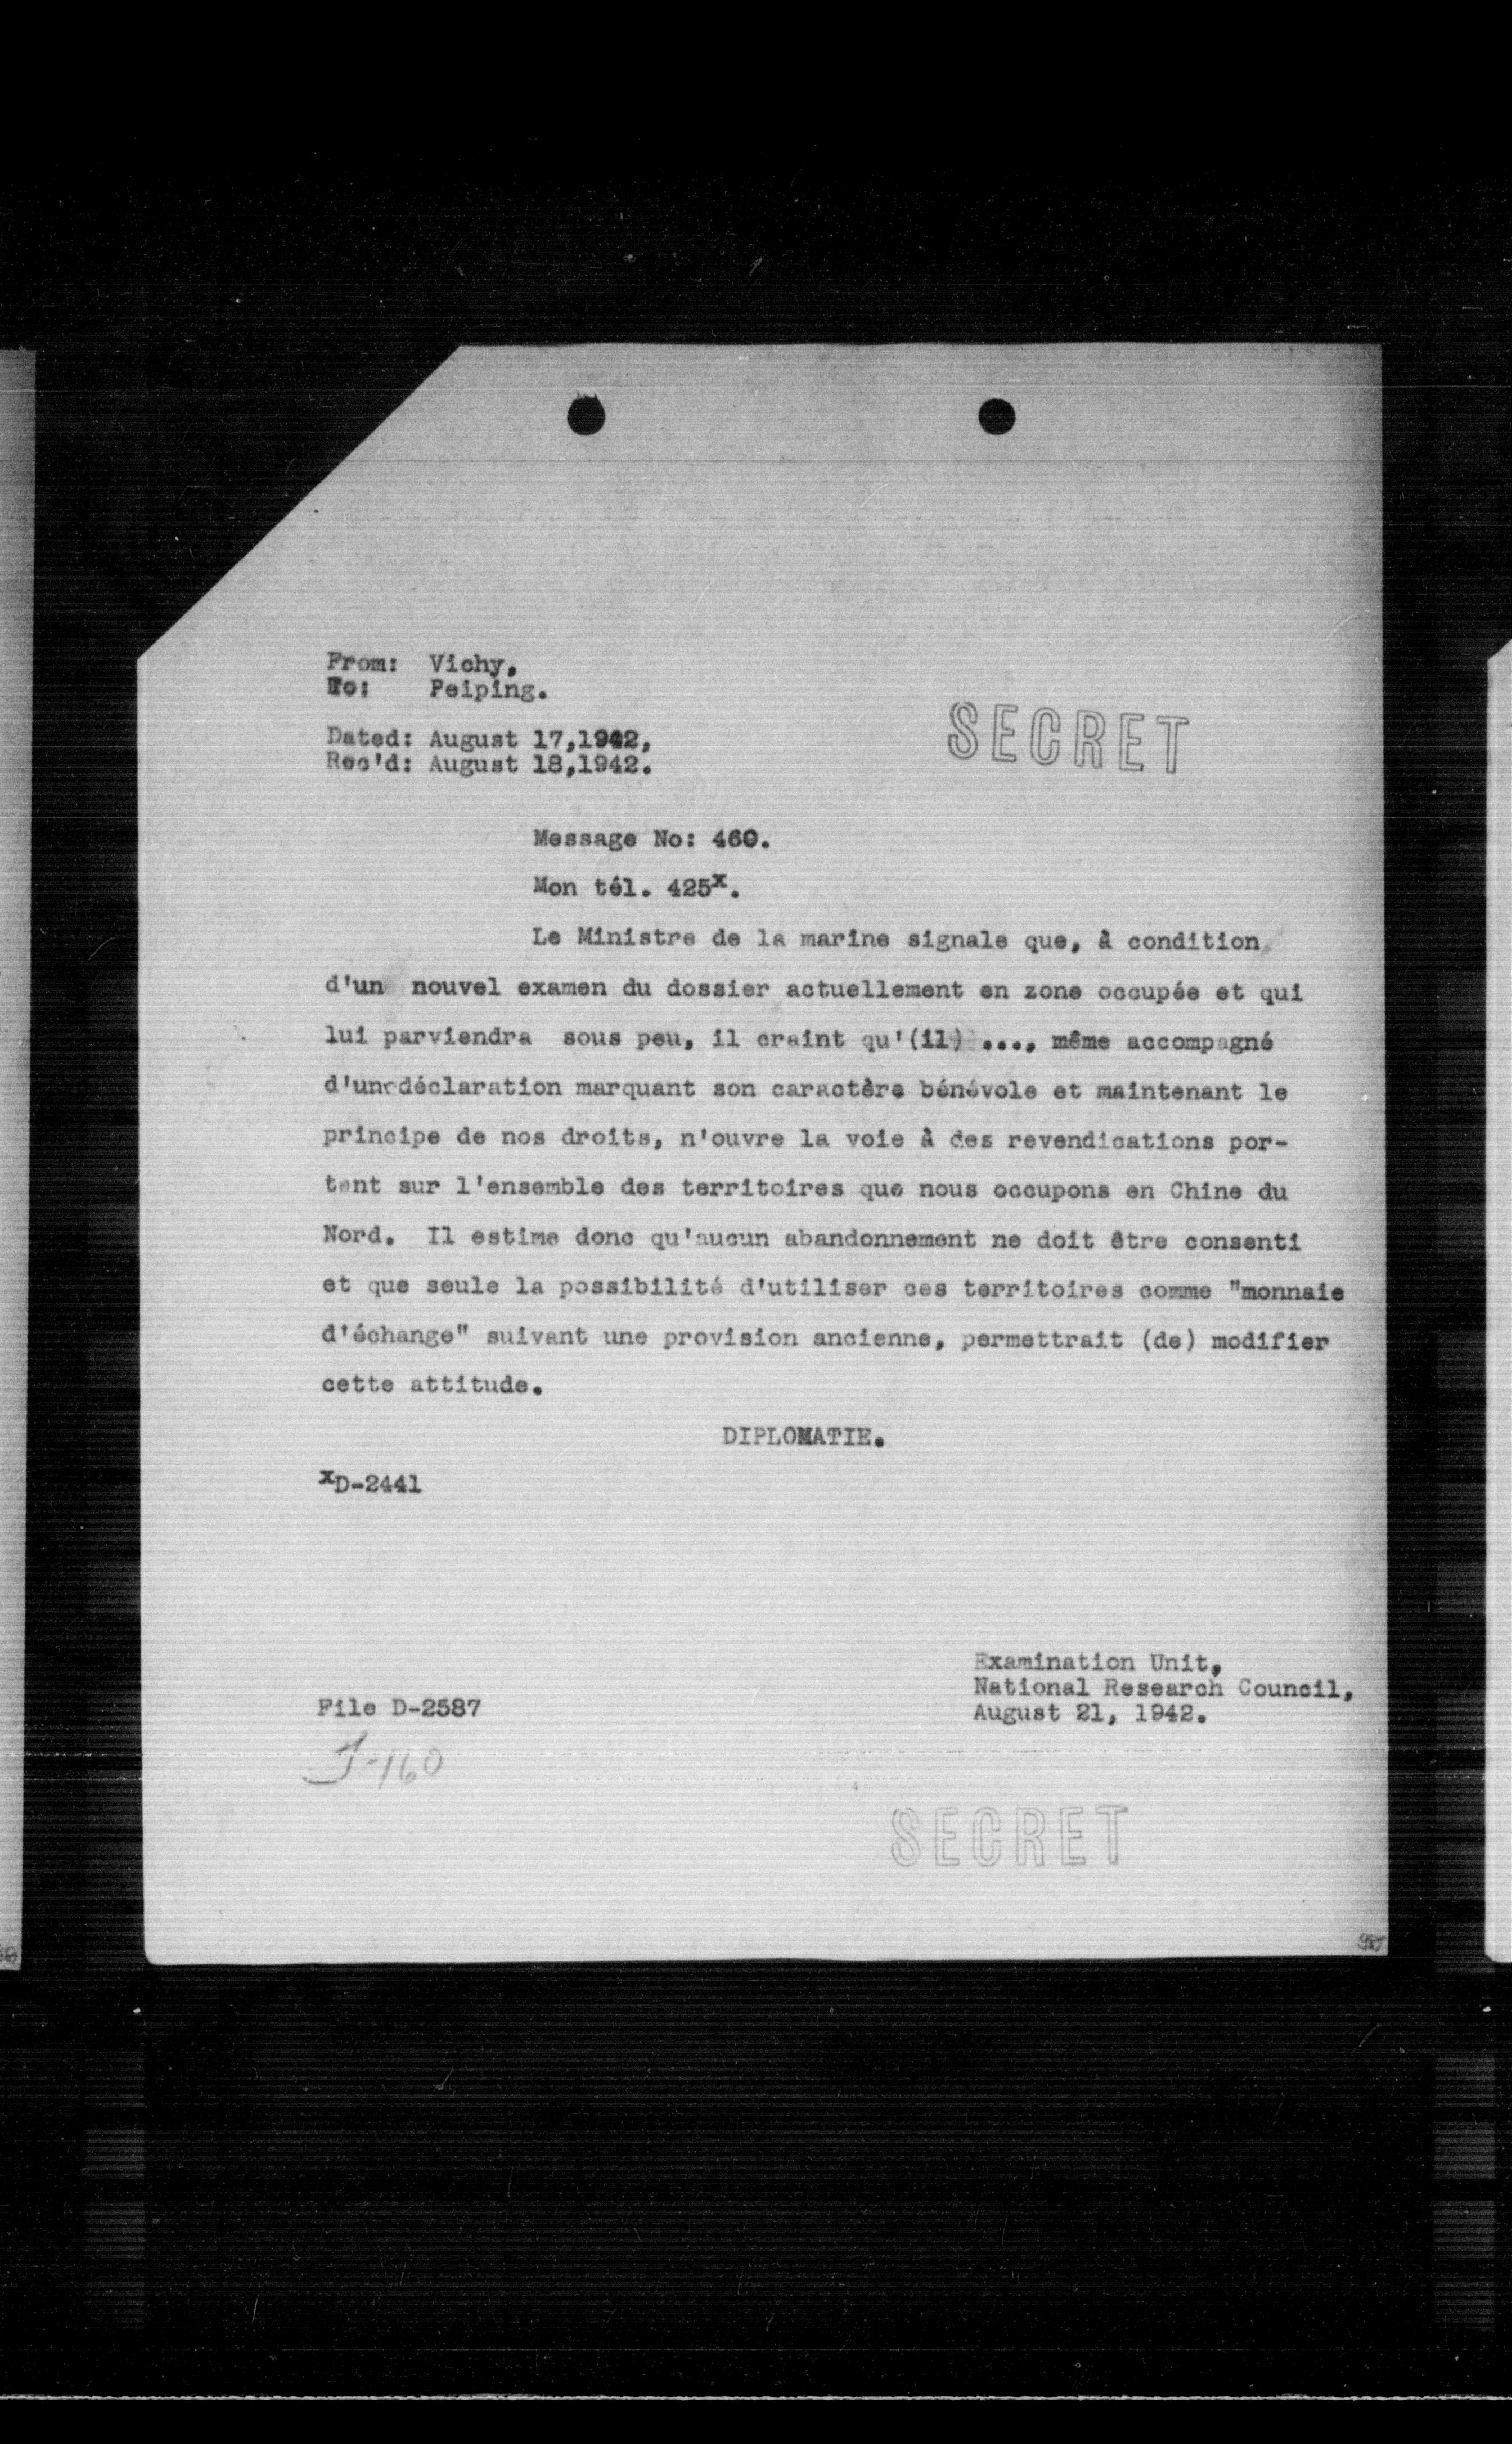 From: Vichy,
To: Peiping.
Dated: August 17,1942,
Rec'd: August 18,1942.
SECRET
Message No: 460.
Mon tél. 425x.
Le Ministre de la marine signale que, à condition
d'un nouvel examen du dossier actuellement en zone occupée et qui
lui parviendra sous peu, il craint qu'(il) ..., même accompagné
d'unedéclaration marquant son caractère bénévole et maintenant le
principe de nos droits, n'ouvre la voie à des revendications por-
tant sur l'ensemble des territoires que nous occupons en Chine du
Nord. Il estime donc qu'aucun abandonnement ne doit être consenti
et que seule la possibilité d'utiliser ces territoires comme "monnaie
d'échange" suivant une provision ancienne, permettrait (de) modifier
cette attitude.
DIPLOMATIE.
xD-2441
Examination Unit,
National Research Council,
August 21, 1942.
File D-2587
J-160
SECRET